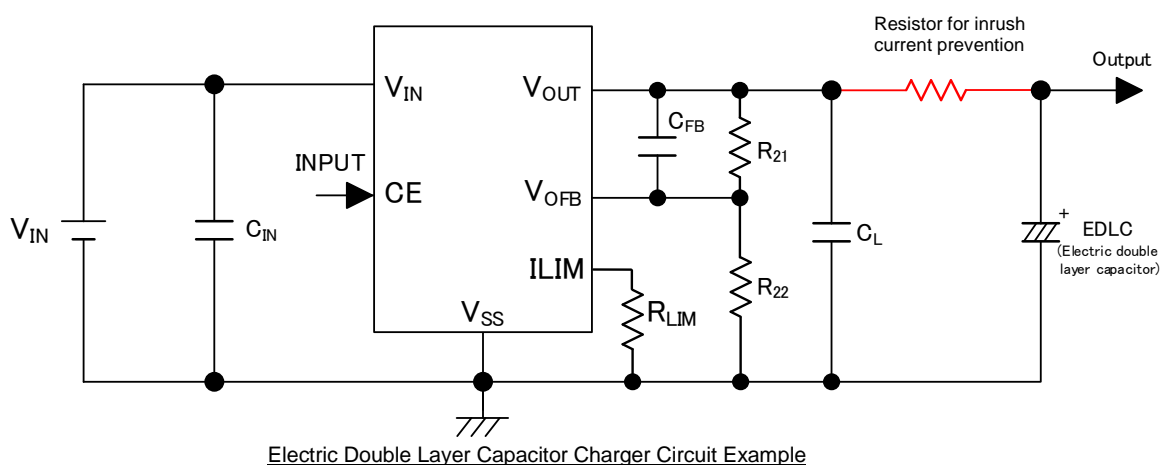 Resistor for inrush
current prevention
Output
VIN
VOUT
CFB
R21
INPUT
CE
VOFB
VIN
CIN
CL
+
EDLC
(Electric double
layer capacitor)
ILIM
R22
RLIM
VSS
Electric Double Layer Capacitor Charger Circuit Example